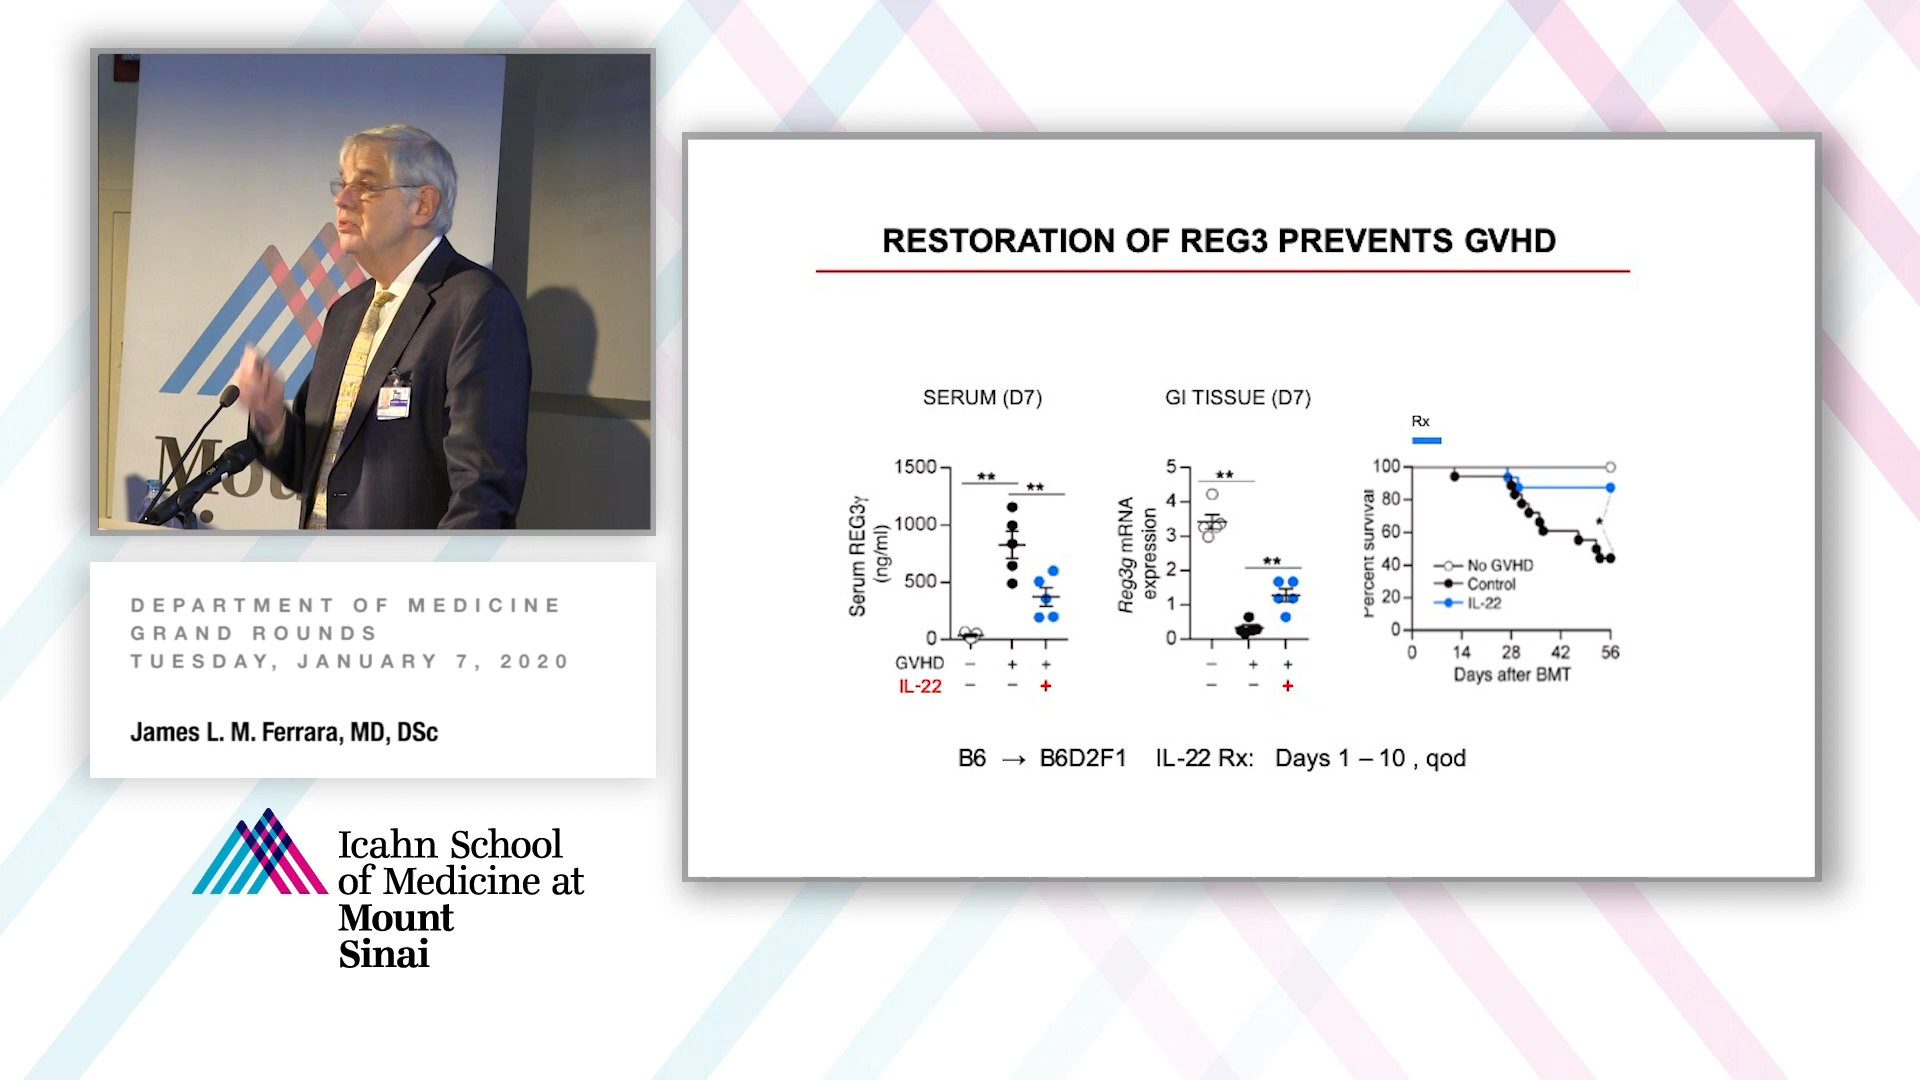 RESTORATION OF REG3 PREVENTS GVHD
SERUM (D7)
1500
1000
500
0
Serum REG3γ
(ng/ml)
**
**
GVHD – + +
IL-22 – – +
GI TISSUE (D7)
5
4
3
2
1
0
Reg3g mRNA
expression
**
**
– + +
– – +
Rx
100
80
60
40
20
0
Percent survival
*
No GVHD
Control
IL-22
0 14 28 42 56
Days after BMT
B6 → B6D2F1 IL-22 Rx: Days 1 – 10 , qod
DEPARTMENT OF MEDICINE
GRAND ROUNDS
TUESDAY, JANUARY 7, 2020
James L. M. Ferrara, MD, DSc
Icahn School
of Medicine at
Mount
Sinai